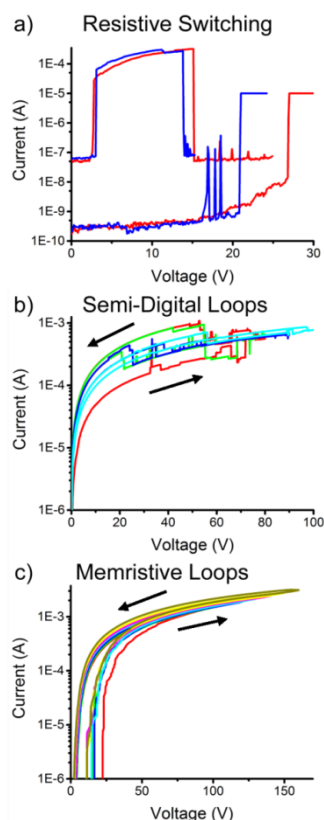 a) Resistive Switching
Current (A)
1E-4
1E-5
1E-6
1E-7
1E-8
1E-9
1E-10
0 10 20 30
Voltage (V)
b) Semi-Digital Loops
Current (A)
1E-3
1E-4
1E-5
1E-6
0 20 40 60 80 100
Voltage (V)
c) Memristive Loops
Current (A)
1E-3
1E-4
1E-5
1E-6
0 50 100 150
Voltage (V)